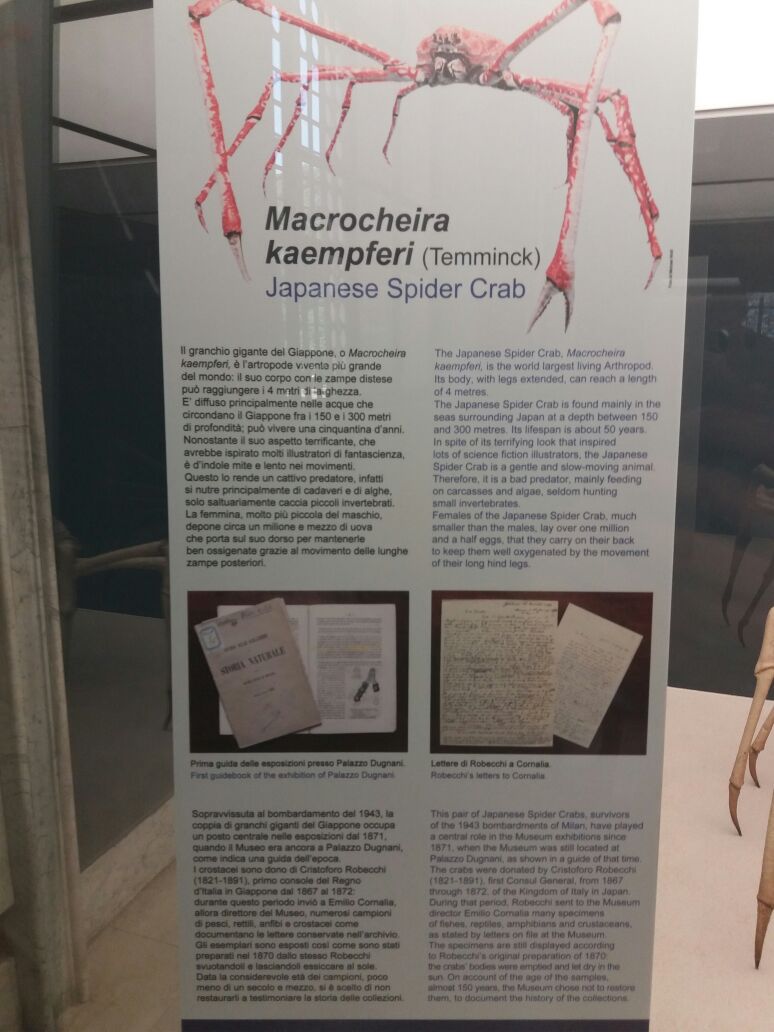 Macrocheira
kaempferi (Temminck)
Japanese Spider Crab
Il granchio gigante del Giappone, o Macrocheira
kaempferi, è l'artropode vivente più grande
del mondo: il suo corpo con le zampe distese
può raggiungere i 4 metri di larghezza.
E' diffuso principalmente nelle acque che
circondano il Giappone fra i 150 e i 300 metri
di profondità; può vivere una cinquantina d'anni.
Nonostante il suo aspetto terrificante, che
avrebbe ispirato molti illustratori di fantascienza,
è d'indole mite e lento nei movimenti.
Questo lo rende un cattivo predatore, infatti
si nutre principalmente di cadaveri e di alghe,
solo saltuariamente caccia piccoli invertebrati.
La femmina, molto più piccola del maschio,
depone circa un milione e mezzo di uova
che porta sul suo dorso per mantenerle
ben ossigenate grazie al movimento delle lunghe
zampe posteriori.
The Japanese Spider Crab, Macrocheira
kaempferi, is the world largest living Arthropod.
Its body, with legs extended, can reach a length
of 4 metres.
The Japanese Spider Crab is found mainly in the
seas surrounding Japan at a depth between 150
and 300 metres. Its lifespan is about 50 years.
In spite of its terrifying look that inspired
lots of science fiction illustrators, the Japanese
Spider Crab is a gentle and slow-moving animal.
Therefore, it is a bad predator, mainly feeding
on carcasses and algae, seldom hunting
small invertebrates.
Females of the Japanese Spider Crab, much
smaller than the males, lay over one million
and a half eggs, that they carry on their back
to keep them well oxygenated by the movement
of their long hind legs.
STORIA NATURALE
Prima guida delle esposizioni presso Palazzo Dugnani.
First guidebook of the exhibition of Palazzo Dugnani
Lettere di Robecchi a Cornalia.
Robecchi's letters to Cornalia
Sopravvissuta al bombardamento del 1943, la
coppia di granchi giganti del Giappone occupa
un posto centrale nelle esposizioni dal 1871,
quando il Museo era ancora a Palazzo Dugnani,
come indica una guida dell'epoca.
I crostacei sono dono di Cristoforo Robecchi
(1821-1891), primo console del Regno
d'Italia in Giappone dal 1867 al 1872:
durante questo periodo inviò a Emilio Cornalia,
allora direttore del Museo, numerosi campioni
di pesci, rettili, anfibi e crostacei come
documentano le lettere conservate nell'archivio.
Gli esemplari sono esposti così come sono stati
preparati nel 1870 dallo stesso Robecchi
svuotandoli e lasciandoli essiccare al sole.
Data la considerevole età dei campioni, poco
meno di un secolo e mezzo, si è scelto di non
restaurarli a testimoniare la storia delle collezioni.
This pair of Japanese Spider Crabs, survivors
of the 1943 bombardments of Milan, have played
a central role in the Museum exhibitions since
1871, when the Museum was still located at
Palazzo Dugnani, as shown in a guide of that time.
The crabs were donated by Cristoforo Robecchi
(1821-1891), first Consul General, from 1867
through 1872, of the Kingdom of Italy in Japan.
During that period, Robecchi sent to the Museum
director Emilio Cornalia many specimens
of fishes, reptiles, amphibians and crustaceans,
as stated by letters on file at the Museum.
The specimens are still displayed according
to Robecchi's original preparation of 1870:
the crabs' bodies were emptied and let dry in the
sun. On account of the age of the samples,
almost 150 years, the Museum chose not to restore
them, to document the history of the collections.